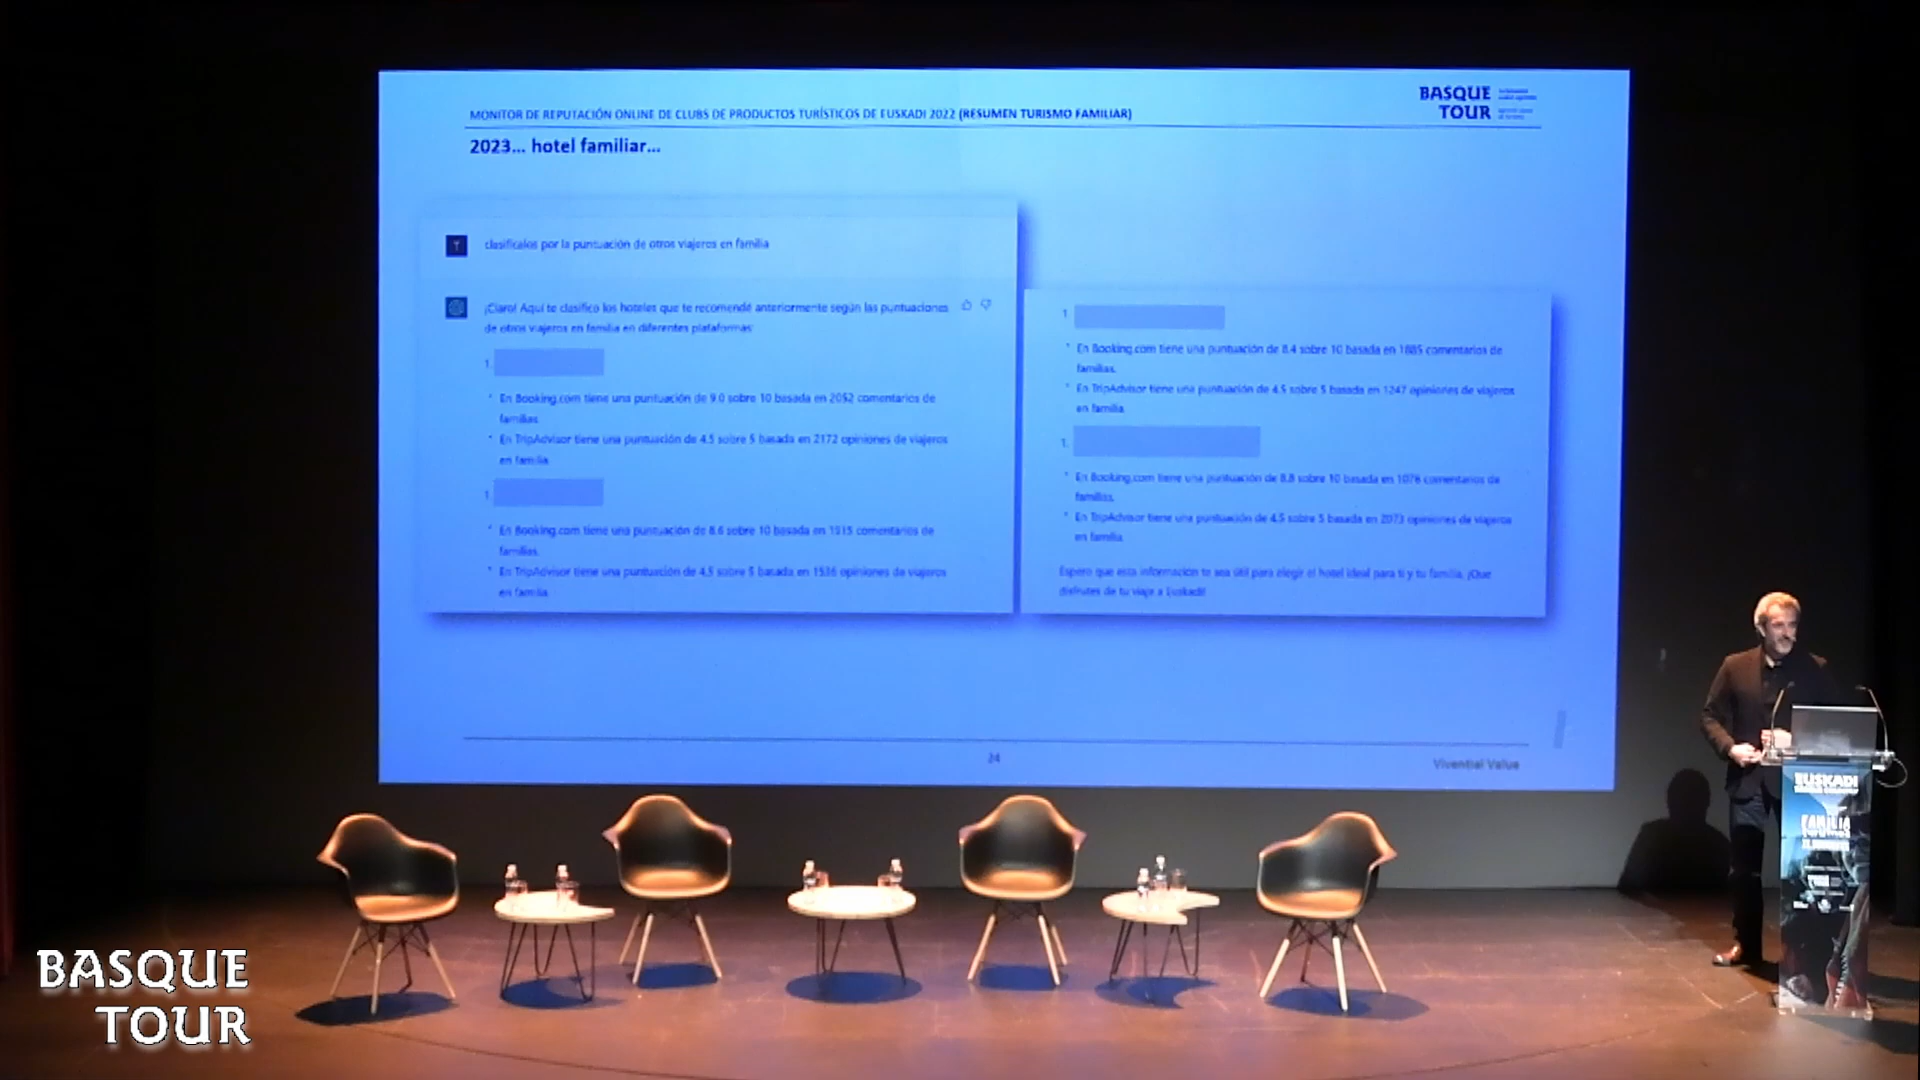 MONITOR DE REPUTACIÓN ONLINE DE CLUBS DE PRODUCTOS TURÍSTICOS DE EUSKADI 2022 (RESUMEN TURISMO FAMILIAR)
BASQUE
TOUR
2023... hotel familiar...
clasifícalos por la puntuación de otros viajeros en familia
¡Claro! Aquí te clasifico los hoteles que te recomendé anteriormente según las puntuaciones
de otros viajeros en familia en diferentes plataformas:
1.
• En Booking.com tiene una puntuación de 9.0 sobre 10 basada en 2052 comentarios de
familias.
• En TripAdvisor tiene una puntuación de 4.5 sobre 5 basada en 2172 opiniones de viajeros
en familia.
1.
• En Booking.com tiene una puntuación de 8.6 sobre 10 basada en 1915 comentarios de
familias.
• En TripAdvisor tiene una puntuación de 4.5 sobre 5 basada en 1536 opiniones de viajeros
en familia.
1.
• En Booking.com tiene una puntuación de 8.4 sobre 10 basada en 1885 comentarios de
familias.
• En TripAdvisor tiene una puntuación de 4.5 sobre 5 basada en 1247 opiniones de viajeros
en familia.
1.
• En Booking.com tiene una puntuación de 8.8 sobre 10 basada en 1076 comentarios de
familias.
• En TripAdvisor tiene una puntuación de 4.5 sobre 5 basada en 2073 opiniones de viajeros
en familia.
Espero que esta información te sea útil para elegir el hotel ideal para ti y tu familia. ¡Que
disfrutes de tu viaje a Euskadi!
24
Vivential Value
EUSKADI
FAMILIA
BASQUE
TOUR